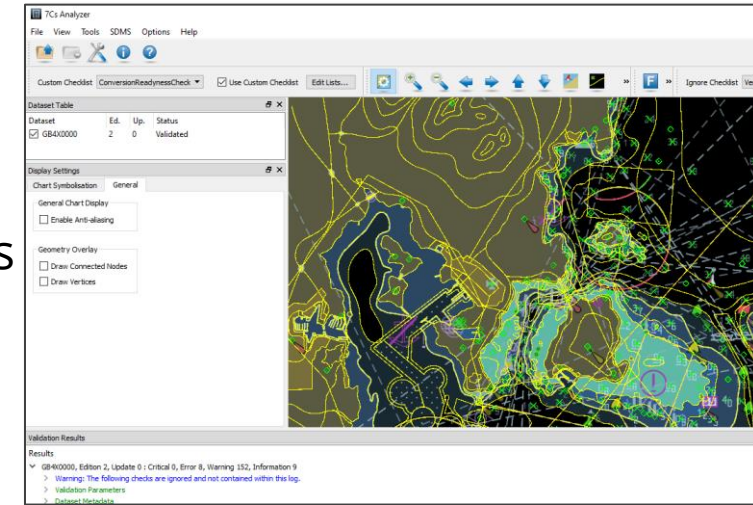 7Cs Analyzer
File View Tools SDMS Options Help
Custom Checklist ConversionReadynessCheck Use Custom Checklist Edit Lists... » F » Ignore Checklist Ver
Dataset Table
Dataset Ed. Up. Status
GB4X0000 2 0 Validated
Display Settings
Chart Symbolisation General
General Chart Display
Enable Anti-aliasing
Geometry Overlay
Draw Connected Nodes
Draw Vertices
s
Validation Results
Results
GB4X0000, Edition 2, Update 0 : Critical 0, Error 8, Warning 152, Information 9
Warning: The following checks are ignored and not contained within this log.
Validation Parameters
Dataset Metadata